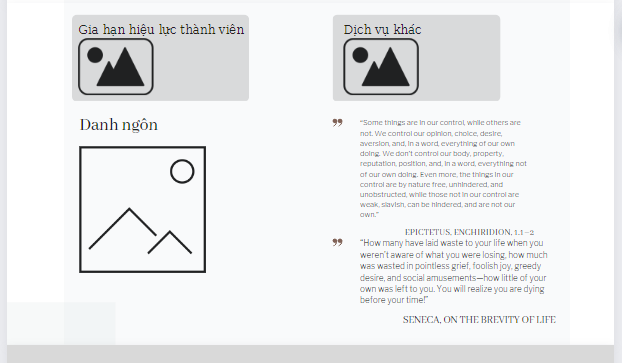 Gia hạn hiệu lực thành viên
Dịch vụ khác
Danh ngôn
"Some things are in our control, while others are
not. We control our opinion, choice, desire,
aversion, and, in a word, everything of our own
doing. We don't control our body, property,
reputation, position, and, in a word, everything not
of our own doing. Even more, the things in our
control are by nature free, unhindered, and
unobstructed, while those not in our control are
weak, slavish, can be hindered, and are not our
own."
EPICTETUS, ENCHIRIDION, 1.1–2
"How many have laid waste to your life when you
weren't aware of what you were losing, how much
was wasted in pointless grief, foolish joy, greedy
desire, and social amusements—how little of your
own was left to you. You will realize you are dying
before your time!"
SENECA, ON THE BREVITY OF LIFE